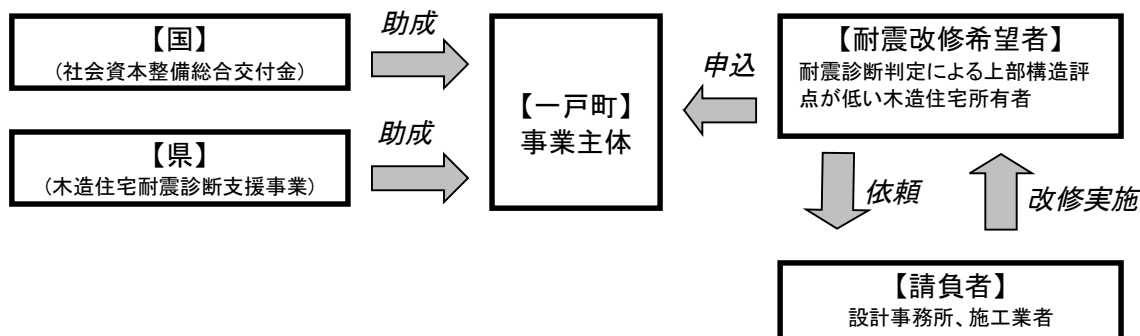 【国】
(社会資本整備総合交付金)
助成
【県】
(木造住宅耐震診断支援事業)
助成
【一戸町】
事業主体
申込
【耐震改修希望者】
耐震診断判定による上部構造評
点が低い木造住宅所有者
依頼
改修実施
【請負者】
設計事務所、施工業者